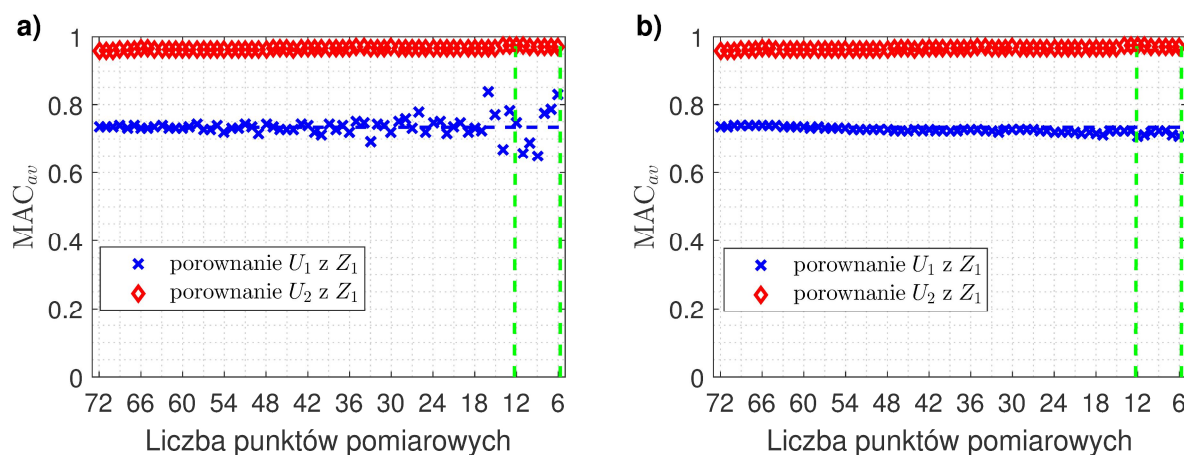 a)
MAC_av
1
0.8
0.6
0.4
0.2
0
porownanie U_1 z Z_1
porownanie U_2 z Z_1
72 66 60 54 48 42 36 30 24 18 12 6
Liczba punktów pomiarowych
b)
MAC_av
1
0.8
0.6
0.4
0.2
0
porownanie U_1 z Z_1
porownanie U_2 z Z_1
72 66 60 54 48 42 36 30 24 18 12 6
Liczba punktów pomiarowych